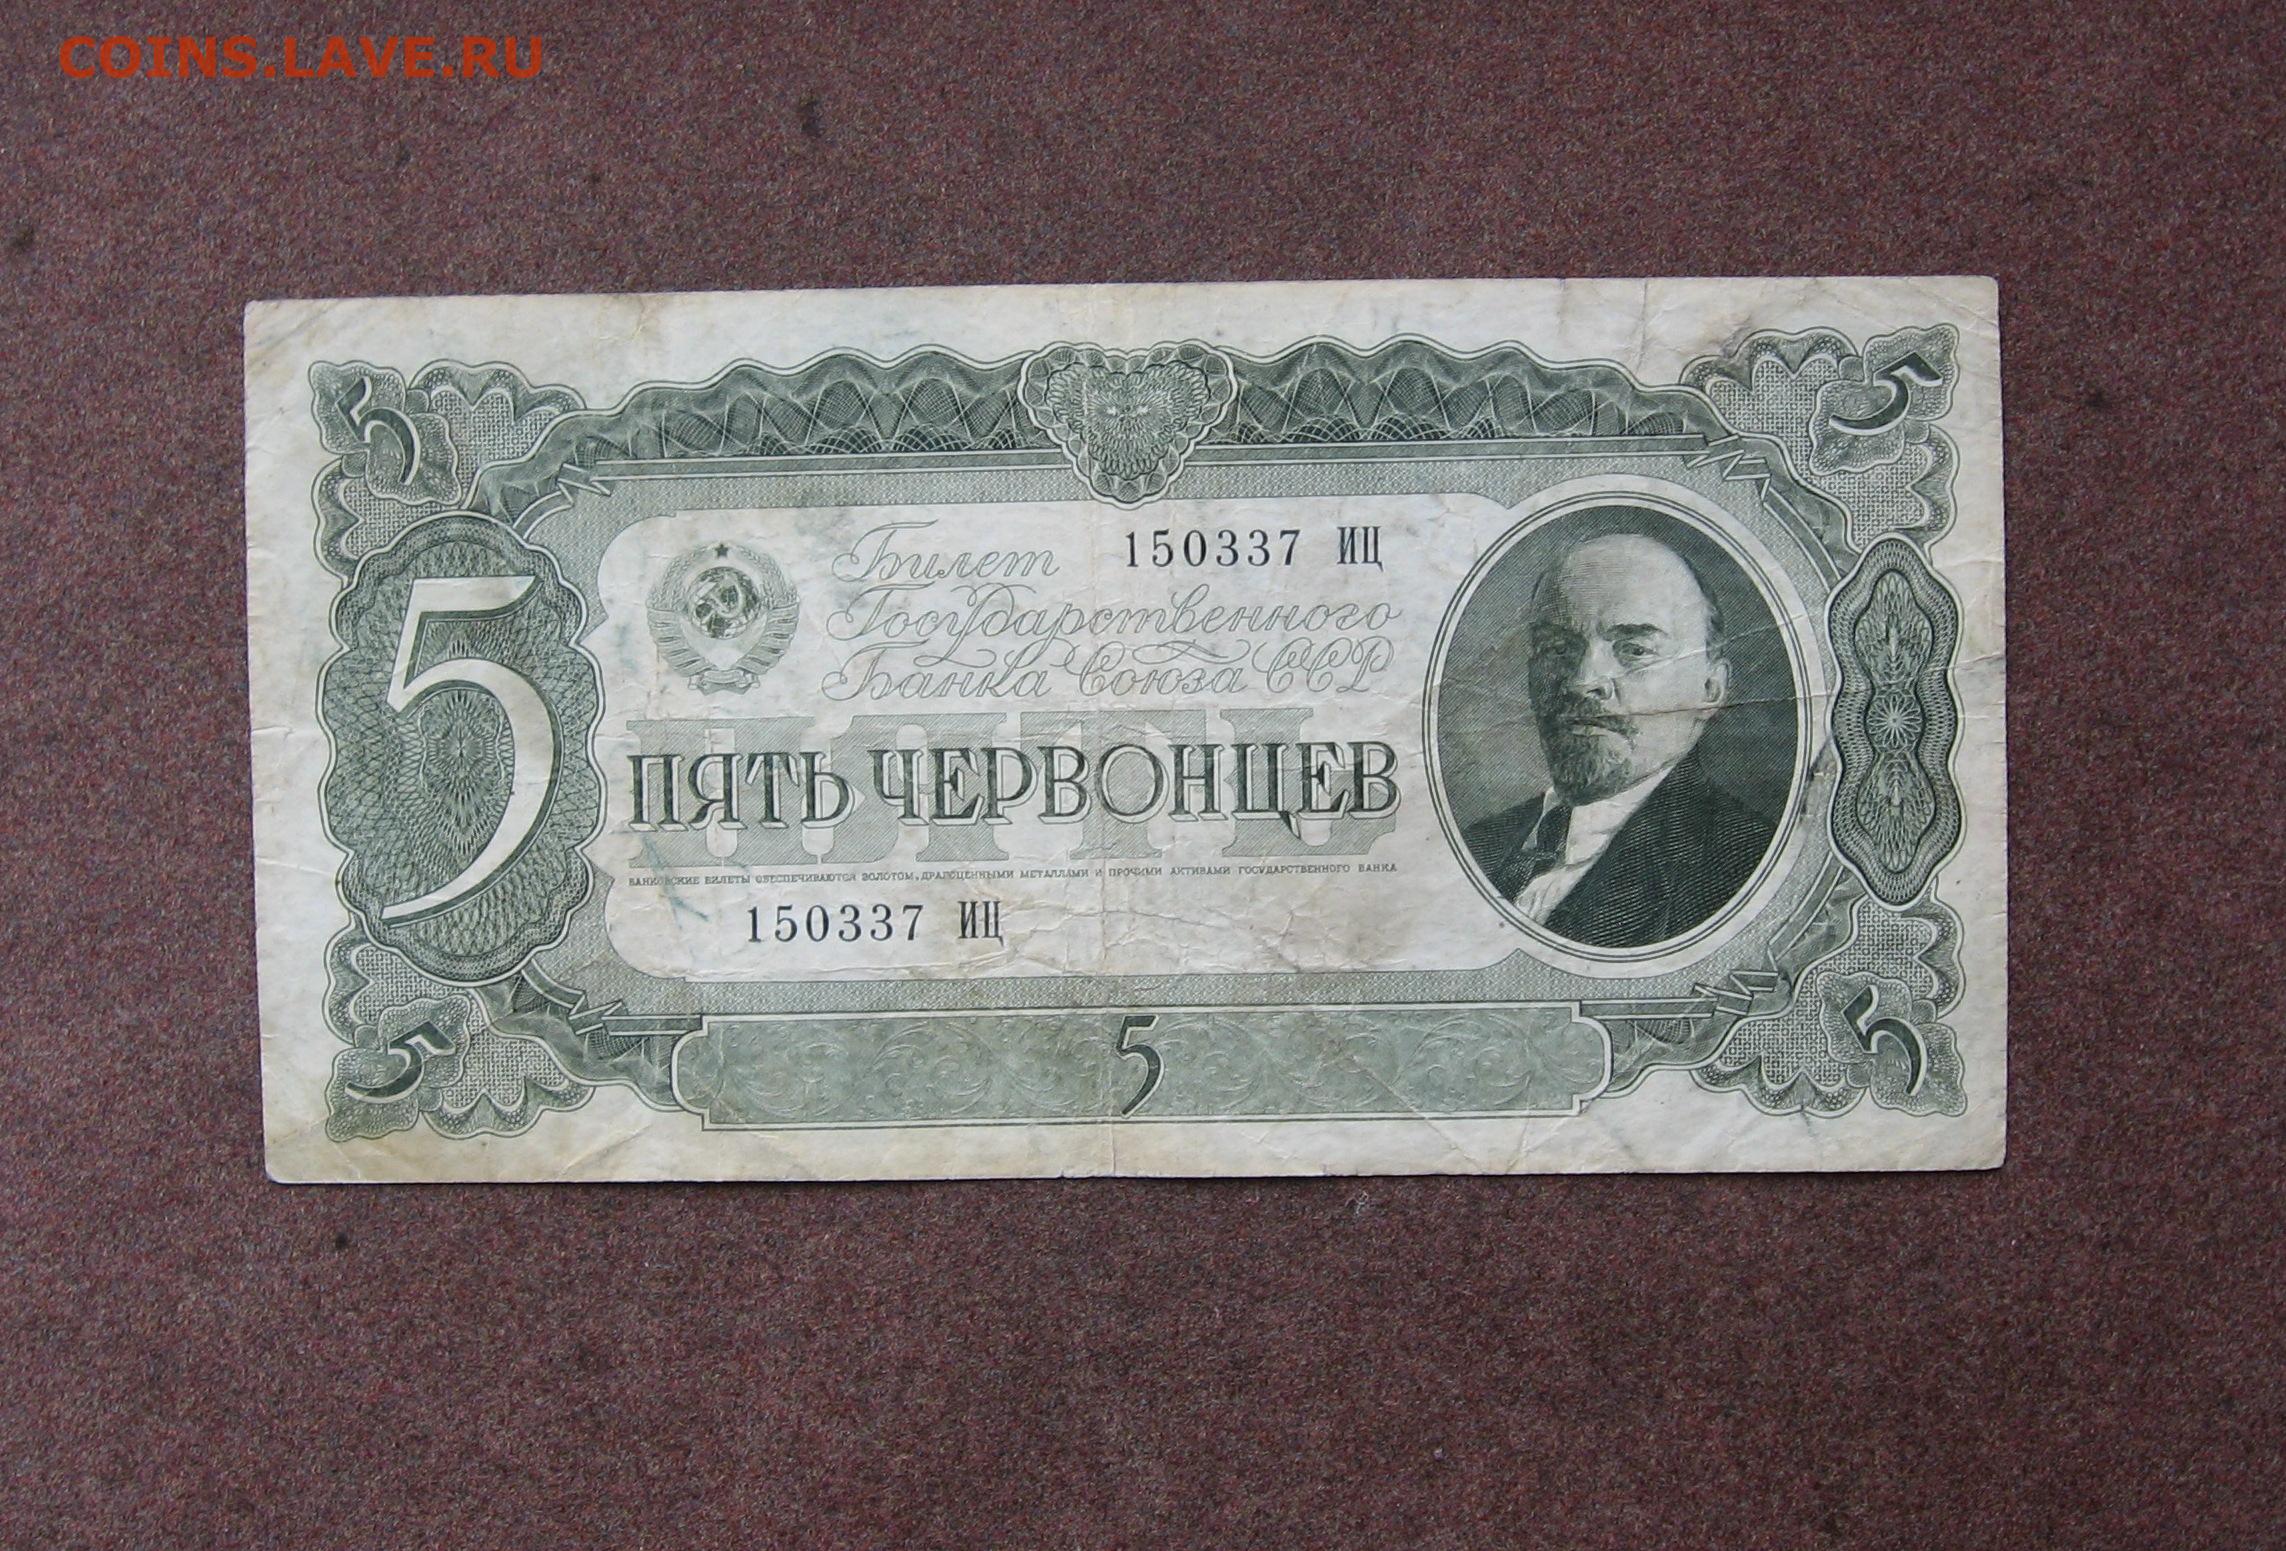 COINS.LAVE.RU
5
5
Билет 150337 ИЦ
Государственного
Банка Союза ССР
5
ПЯТЬ
ПЯТЬ ЧЕРВОНЦЕВ
БАНКОВСКИЕ БИЛЕТЫ ОБЕСПЕЧИВАЮТСЯ ЗОЛОТОМ, ДРАГОЦЕННЫМИ МЕТАЛЛАМИ И ПРОЧИМИ АКТИВАМИ ГОСУДАРСТВЕННОГО БАНКА
150337 ИЦ
5
5
5